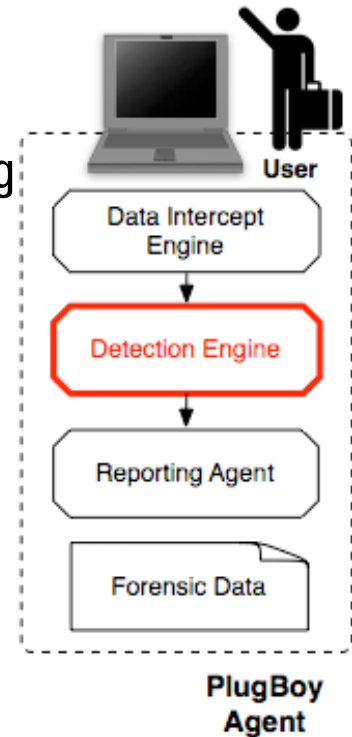 User
g
Data Intercept
Engine
Detection Engine
Reporting Agent
Forensic Data
PlugBoy
Agent